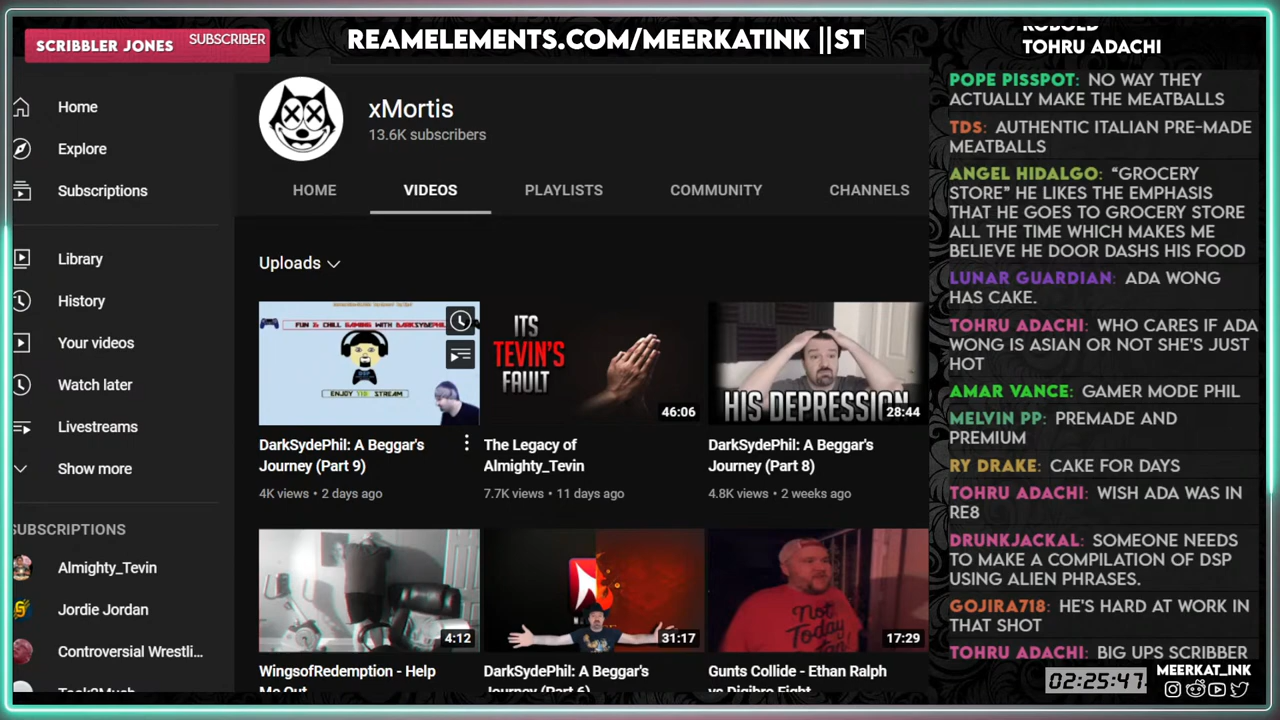 SCRIBBLER JONES SUBSCRIBER
REAMELEMENTS.COM/MEERKATINK ||ST
TOHRU ADACHI
Home
Explore
Subscriptions
Library
History
Your videos
Watch later
Livestreams
Show more
SUBSCRIPTIONS
Almighty_Tevin
Jordie Jordan
Controversial Wrestli...
xMortis
13.6K subscribers
HOME VIDEOS PLAYLISTS COMMUNITY CHANNELS
Uploads
FUN & CHILL GAMING WITH DARKSYDEPHIL
DSP
ENJOY THE STREAM
DarkSydePhil: A Beggar's
Journey (Part 9)
4K views • 2 days ago
ITS
TEVIN'S
FAULT
46:06
The Legacy of
Almighty_Tevin
7.7K views • 11 days ago
HIS DEPRESSION
28:44
DarkSydePhil: A Beggar's
Journey (Part 8)
4.8K views • 2 weeks ago
4:12
WingsofRedemption - Help
Me Out
31:17
DarkSydePhil: A Beggar's
Journey (Part 6)
Not
Today
17:29
Gunts Collide - Ethan Ralph
vs Digibro Fight
POPE PISSPOT: NO WAY THEY
ACTUALLY MAKE THE MEATBALLS
TDS: AUTHENTIC ITALIAN PRE-MADE
MEATBALLS
ANGEL HIDALGO: “GROCERY
STORE” HE LIKES THE EMPHASIS
THAT HE GOES TO GROCERY STORE
ALL THE TIME WHICH MAKES ME
BELIEVE HE DOOR DASHS HIS FOOD
LUNAR GUARDIAN: ADA WONG
HAS CAKE.
TOHRU ADACHI: WHO CARES IF ADA
WONG IS ASIAN OR NOT SHE'S JUST
HOT
AMAR VANCE: GAMER MODE PHIL
MELVIN PP: PREMADE AND
PREMIUM
RY DRAKE: CAKE FOR DAYS
TOHRU ADACHI: WISH ADA WAS IN
RE8
DRUNKJACKAL: SOMEONE NEEDS
TO MAKE A COMPILATION OF DSP
USING ALIEN PHRASES.
GOJIRA718: HE'S HARD AT WORK IN
THAT SHOT
TOHRU ADACHI: BIG UPS SCRIBBER
02:25:47
MEERKAT_INK